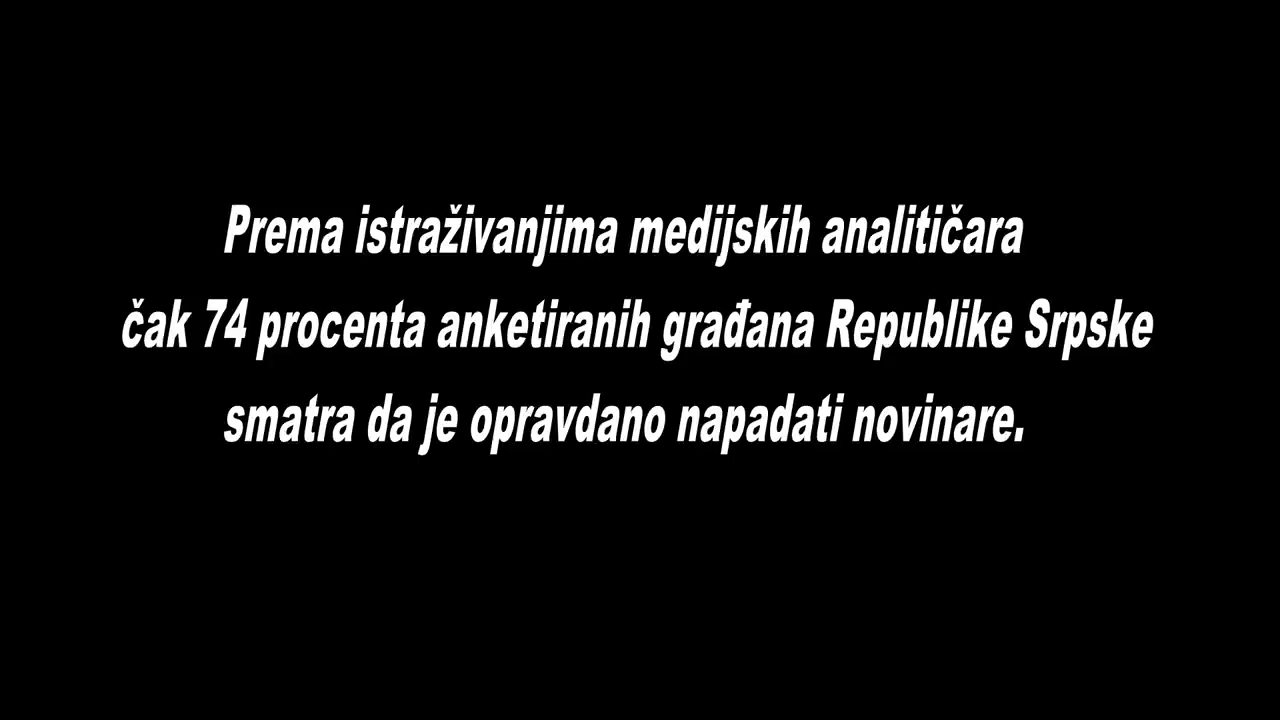 Prema istraživanjima medijskih analitičara
čak 74 procenta anketiranih građana Republike Srpske
smatra da je opravdano napadati novinare.